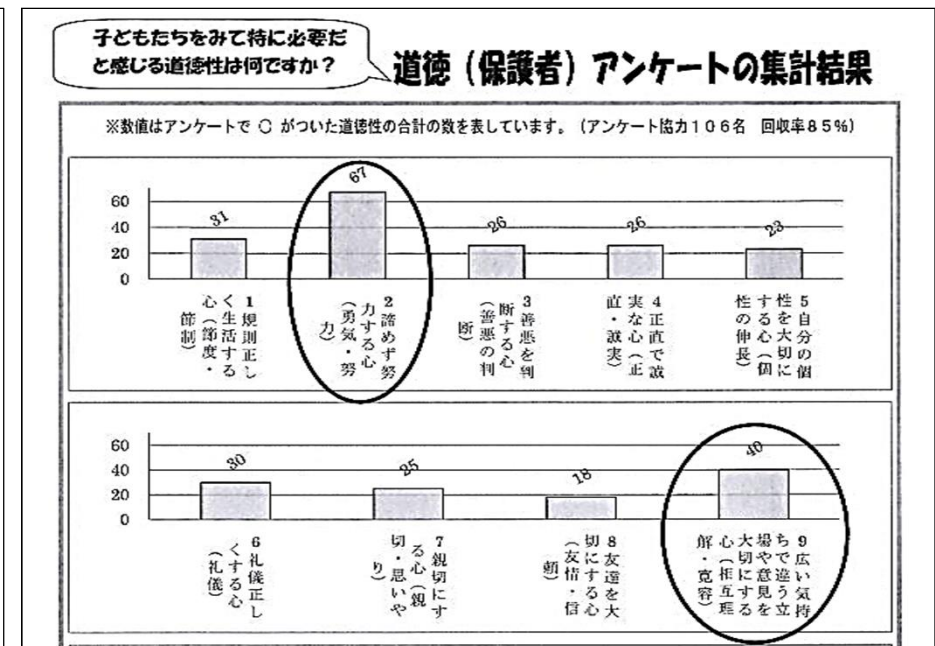 子どもたちをみて特に必要だ
と感じる道徳性は何ですか？
道徳（保護者）アンケートの集計結果
※数値はアンケートで ○ がついた道徳性の合計の数を表しています。（アンケート協力１０６名　回収率８５％）
60
40
20
0
31
67
26
26
23
1規則正し
く生活する
心（節度・
節制）
2諦めず努
力する心
（勇気・努
力）
3善悪を判
断する心
（善悪の判
断）
4正直で誠
実な心（正
直・誠実）
5自分の個
性を大切に
する心（個
性の伸長）
60
40
20
0
30
25
18
40
6礼儀正し
くする心
（礼儀）
7親切にす
る心（親
切・思いや
り）
8友達を大
切にする心
（友情・信
頼）
9広い気持
ちで違う立
場や意見を
大切にする
心（相互理
解・寛容）